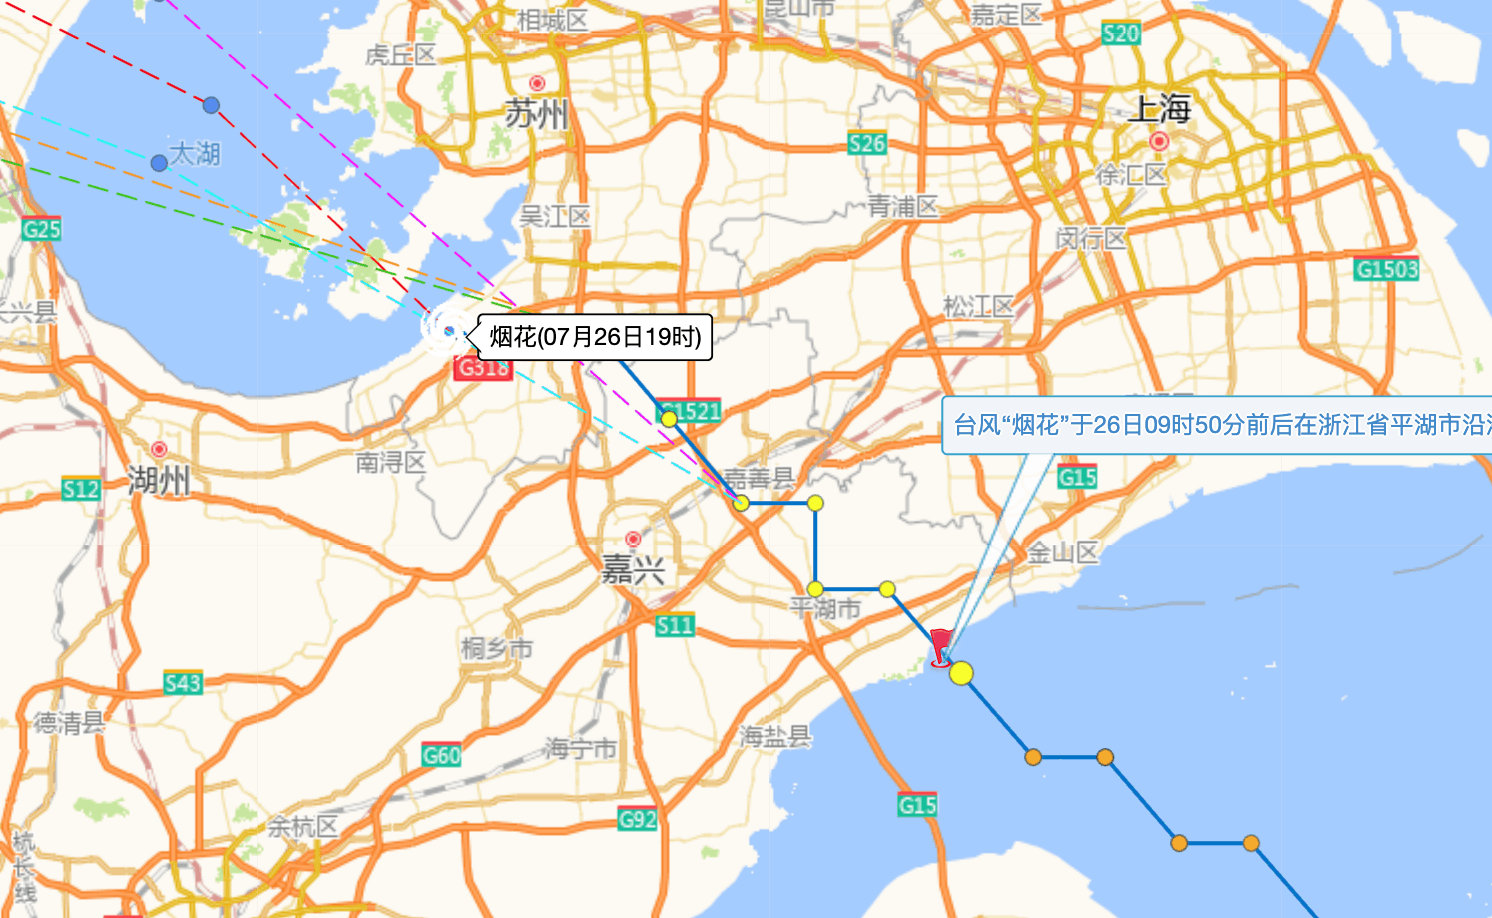 相城区
昆山市
嘉定区
S20
虎丘区
苏州
上海
S26
太湖
徐汇区
吴江区
青浦区
G25
闵行区
G1503
长兴县
松江区
烟花(07月26日19时)
G318
S1521
台风“烟花”于26日09时50分前后在浙江省平湖市沿
南浔区
嘉善县
湖州
S12
G15
嘉兴
金山区
平湖市
S11
桐乡市
S43
德清县
海盐县
海宁市
G60
G15
G92
余杭区
杭长线